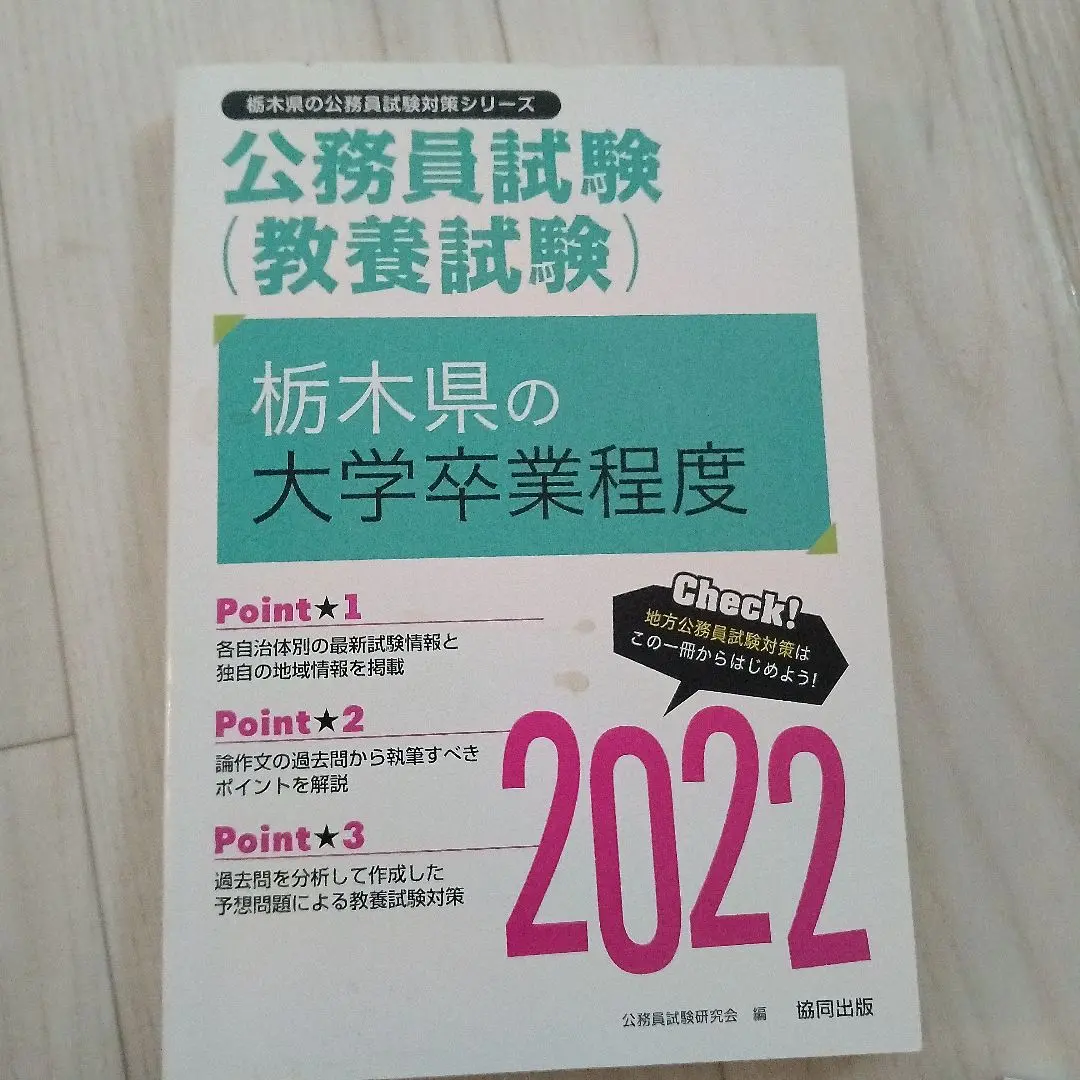 栃木県の公務員試験対策シリーズ
公務員試験
(教養試験)
栃木県の
大学卒業程度
Point★1
各自治体別の最新試験情報と
独自の地域情報を掲載
Check!
地方公務員試験対策は
この一冊からはじめよう!
Point★2
論作文の過去問から執筆すべき
ポイントを解説
Point★3
過去問を分析して作成した
予想問題による教養試験対策
2022
公務員試験研究会 編 協同出版